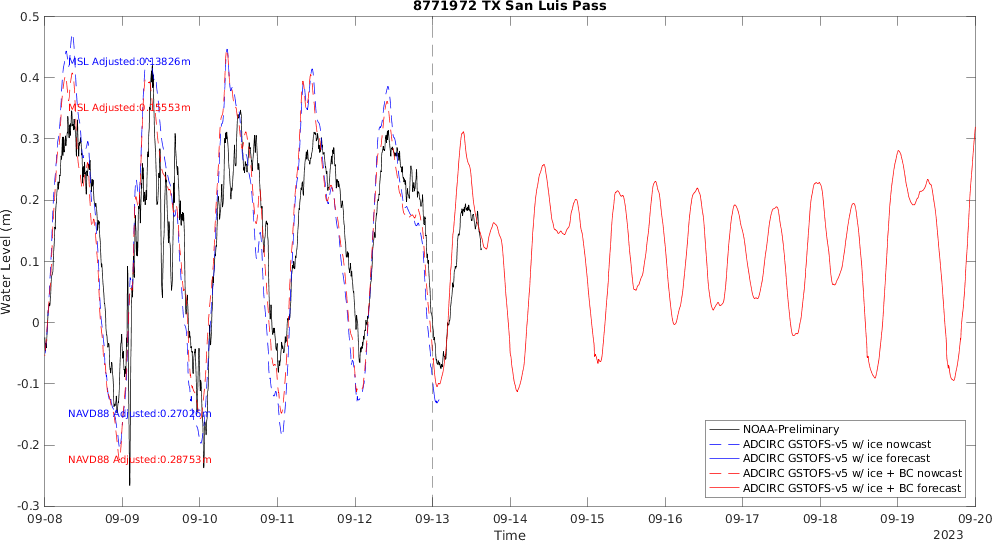 8771972 TX San Luis Pass
0.5
0.4
0.3
0.2
0.1
0
-0.1
-0.2
-0.3
Water Level (m)
MSL Adjusted:0.13826m
MSL Adjusted:0.15553m
NAVD88 Adjusted:0.27026m
NAVD88 Adjusted:0.28753m
NOAA-Preliminary
ADCIRC GSTOFS-v5 w/ ice nowcast
ADCIRC GSTOFS-v5 w/ ice forecast
ADCIRC GSTOFS-v5 w/ ice + BC nowcast
ADCIRC GSTOFS-v5 w/ ice + BC forecast
09-08 09-09 09-10 09-11 09-12 09-13 09-14 09-15 09-16 09-17 09-18 09-19 09-20
Time
2023